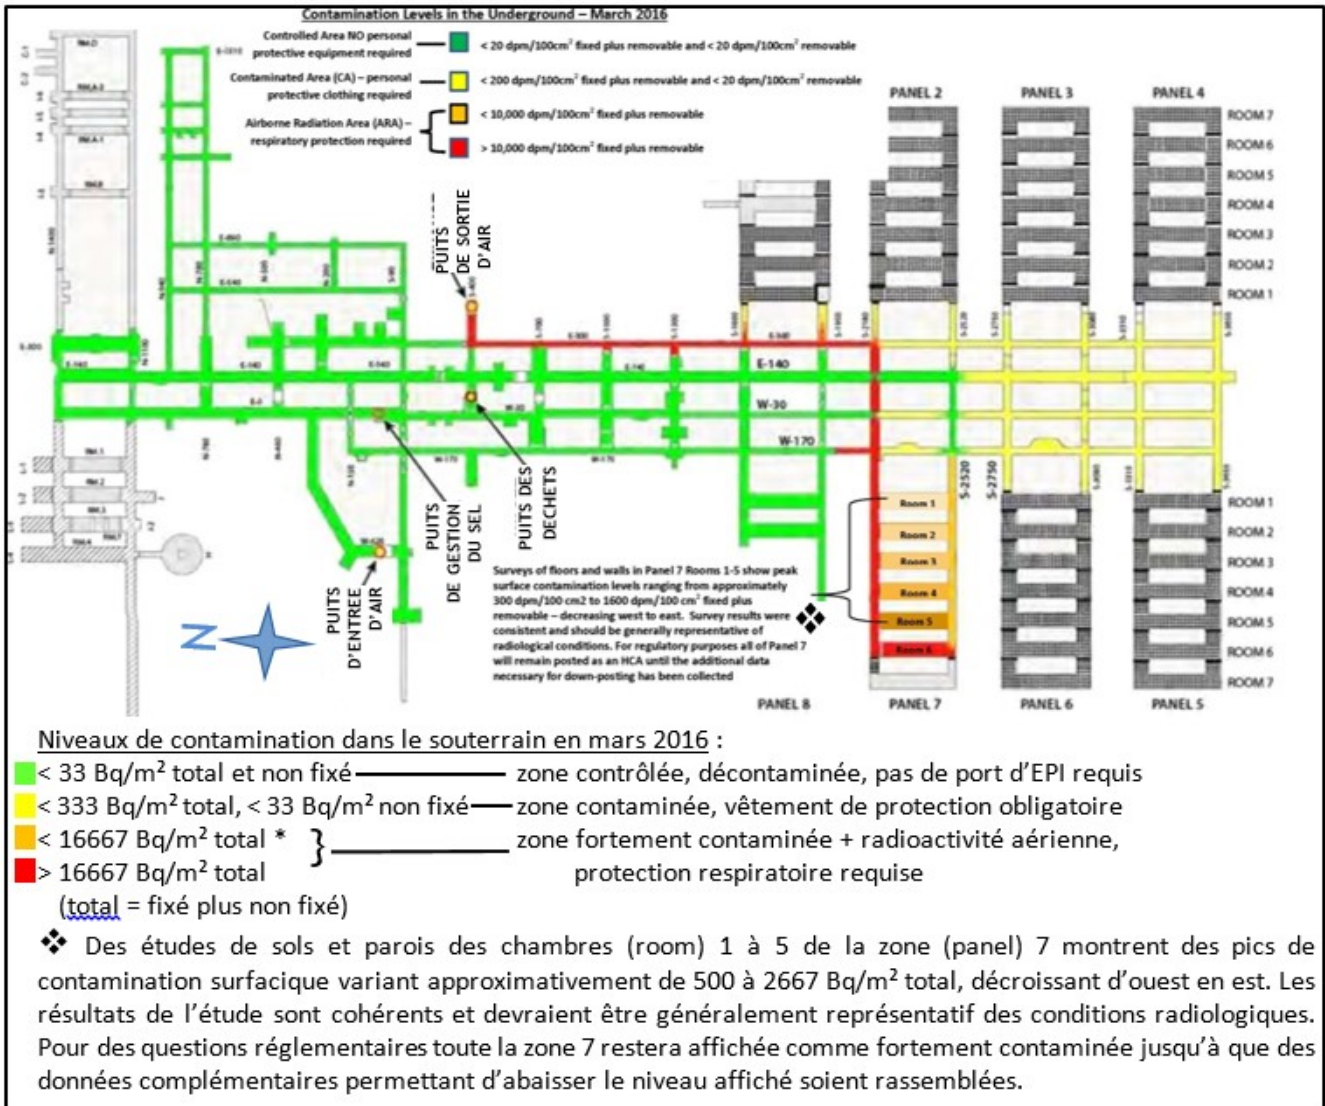 Contamination Levels in the Underground – March 2016
Controlled Area NO personal
protective equipment required
< 20 dpm/100cm² fixed plus removable and < 20 dpm/100cm² removable
Contaminated Area (CA) – personal
protective clothing required
< 200 dpm/100cm² fixed plus removable and < 20 dpm/100cm² removable
Airborne Radiation Area (ARA) –
respiratory protection required
< 10,000 dpm/100cm² fixed plus removable
> 10,000 dpm/100cm² fixed plus removable
PANEL 2
PANEL 3
PANEL 4
ROOM 7
ROOM 6
ROOM 5
ROOM 4
ROOM 3
ROOM 2
ROOM 1
PUITS
DE SORTIE
D'AIR
E-140
W-30
W-170
W-170
S-2520
S-2750
PUITS
D'ENTREE
D'AIR
PUITS
DE GESTION
DU SEL
PUITS DES
DECHETS
N
Room 1
Room 2
Room 3
Room 4
Room 5
Room 6
ROOM 1
ROOM 2
ROOM 3
ROOM 4
ROOM 5
ROOM 6
ROOM 7
Surveys of floors and walls in Panel 7 Rooms 1-5 show peak
surface contamination levels ranging from approximately
300 dpm/100 cm2 to 1600 dpm/100 cm² fixed plus
removable – decreasing west to east. Survey results were
consistent and should be generally representative of
radiological conditions. For regulatory purposes all of Panel 7
will remain posted as an HCA until the additional data
necessary for down-posting has been collected
PANEL 8
PANEL 7
PANEL 6
PANEL 5
Niveaux de contamination dans le souterrain en mars 2016 :
< 33 Bq/m² total et non fixé zone contrôlée, décontaminée, pas de port d'EPI requis
< 333 Bq/m² total, < 33 Bq/m² non fixé zone contaminée, vêtement de protection obligatoire
< 16667 Bq/m² total * zone fortement contaminée + radioactivité aérienne,
> 16667 Bq/m² total protection respiratoire requise
(total = fixé plus non fixé)
❖ Des études de sols et parois des chambres (room) 1 à 5 de la zone (panel) 7 montrent des pics de
contamination surfacique variant approximativement de 500 à 2667 Bq/m² total, décroissant d'ouest en est. Les
résultats de l'étude sont cohérents et devraient être généralement représentatif des conditions radiologiques.
Pour des questions réglementaires toute la zone 7 restera affichée comme fortement contaminée jusqu'à que des
données complémentaires permettant d'abaisser le niveau affiché soient rassemblées.